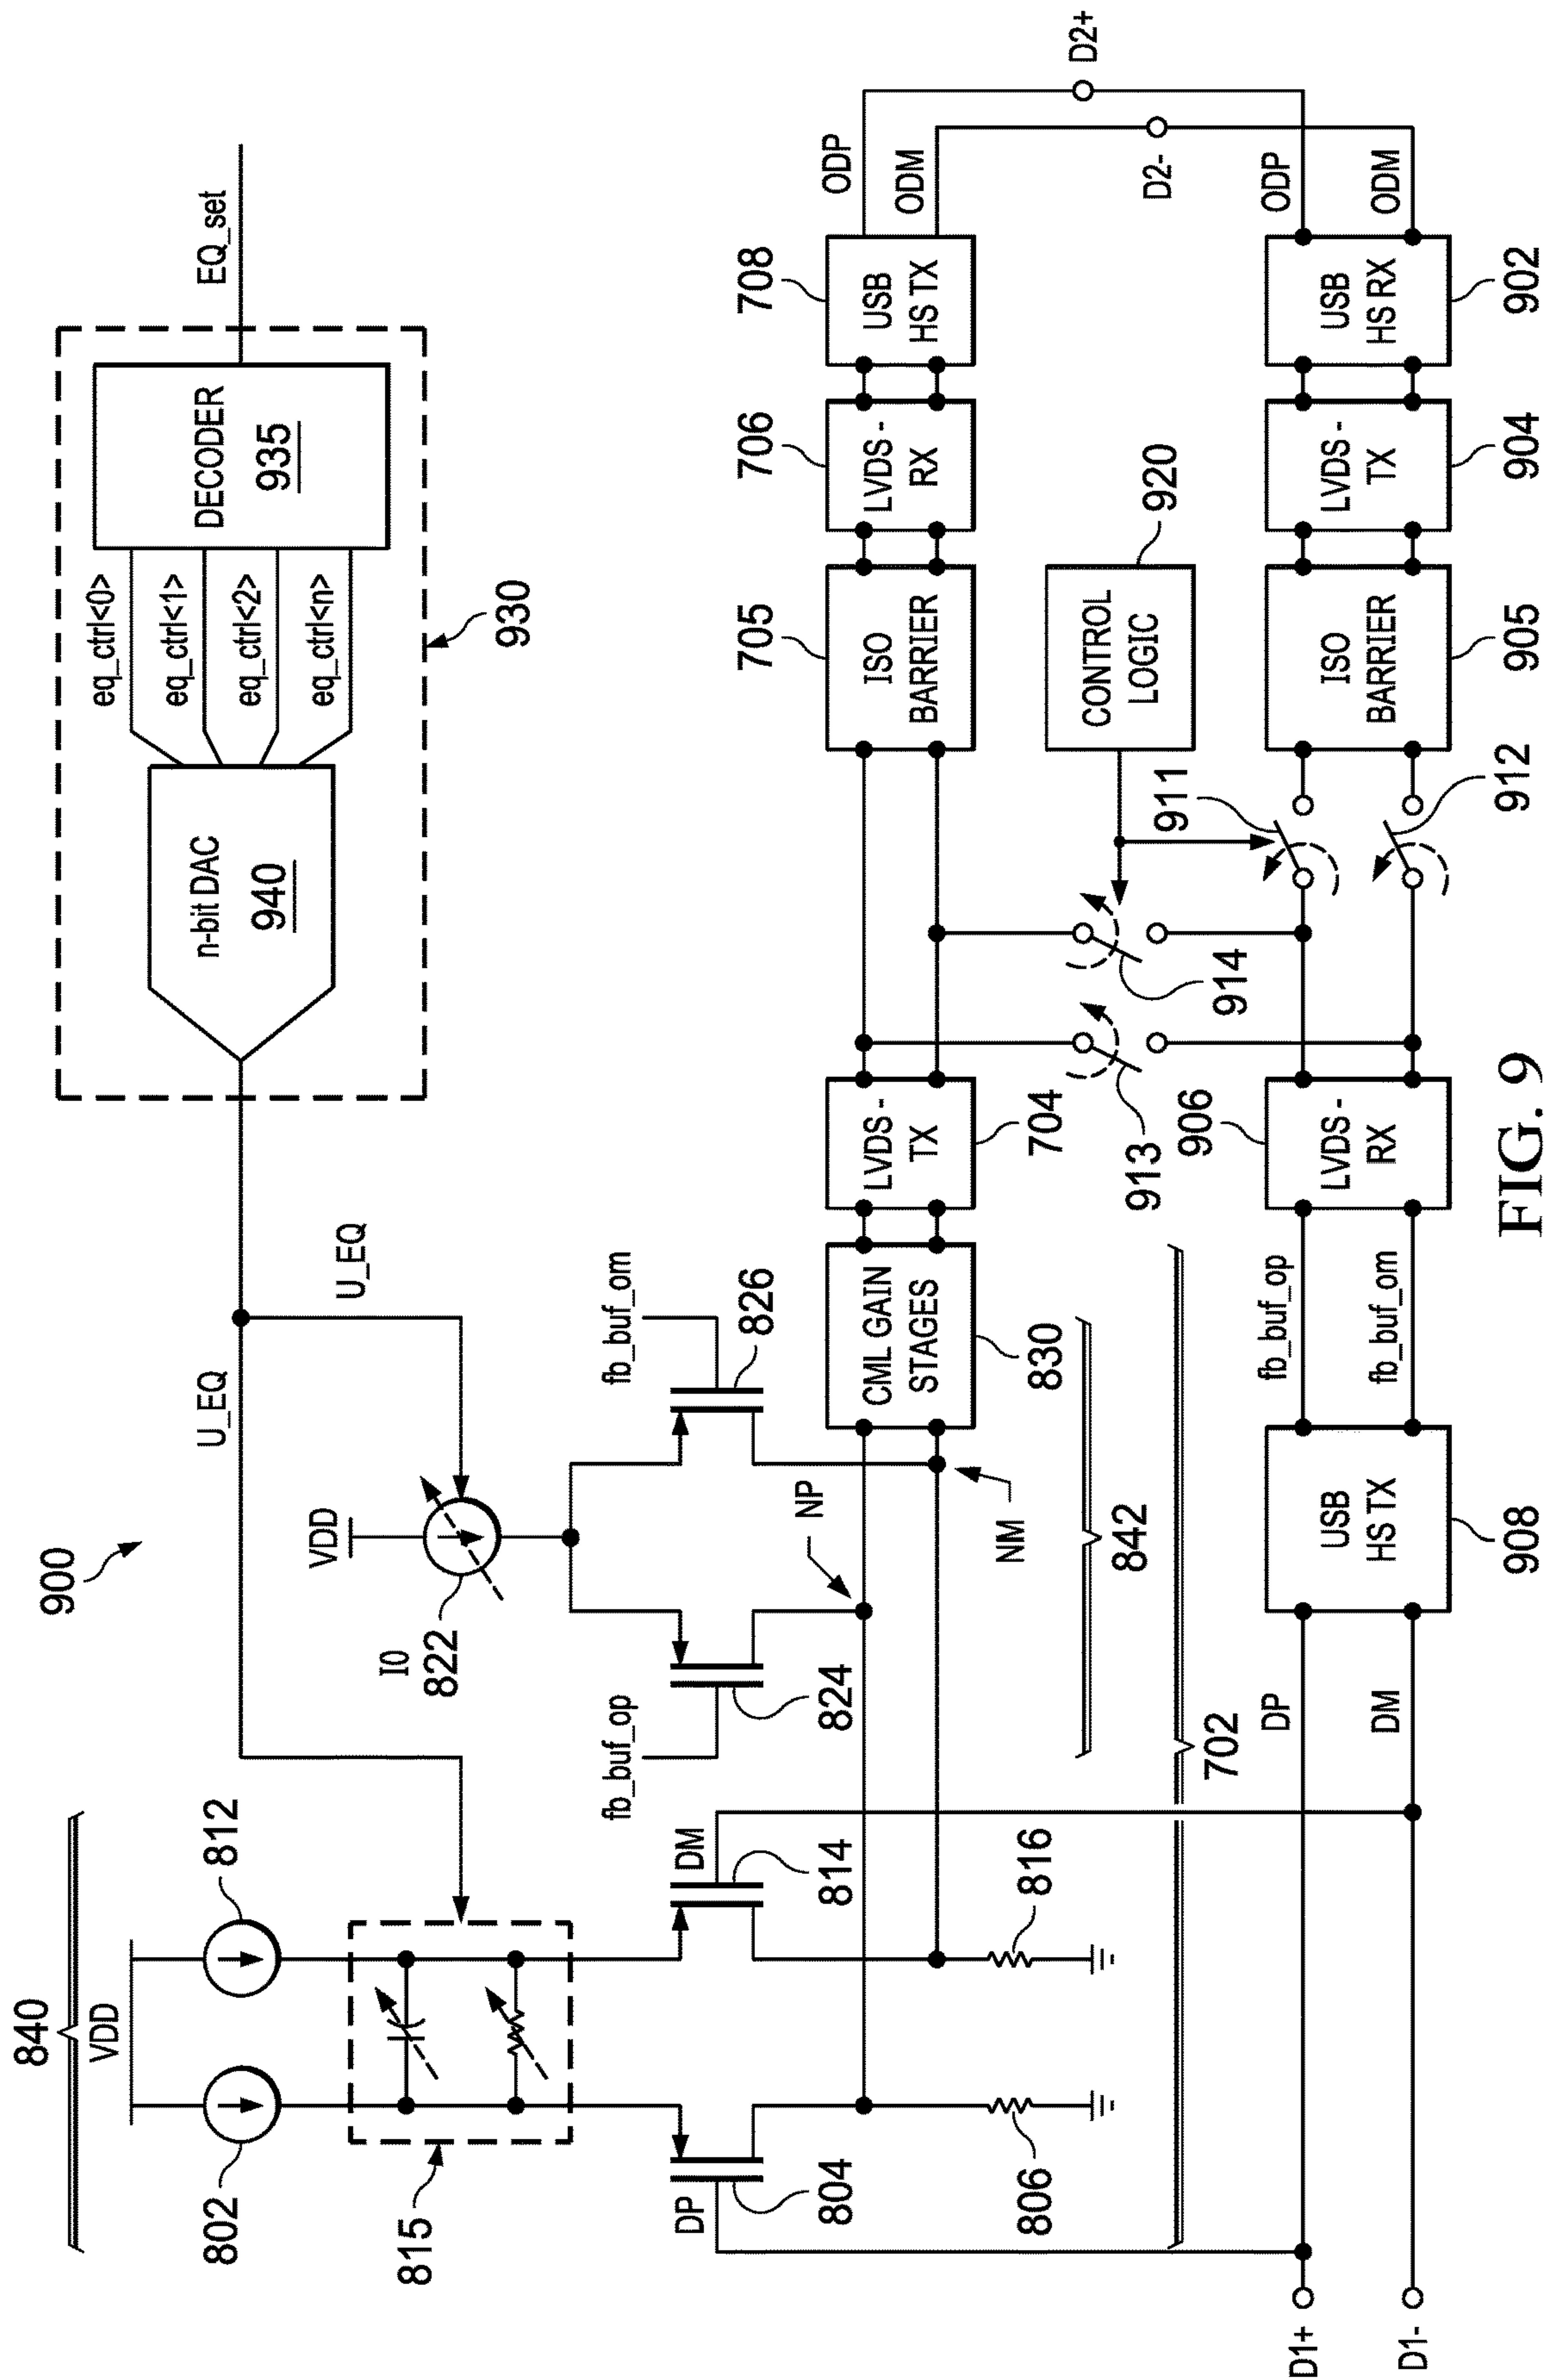 900
840
VDD
802
812
815
U_EQ
U_EQ
930
n-bit DAC
940
eq_ctrl<0>
eq_ctrl<1>
eq_ctrl<2>
eq_ctrl<n>
DECODER
935
EQ_set
VDD
I0
822
fb_buf_op
fb_buf_om
824
826
DP
804
DM
814
806
816
NP
NM
842
702
CML GAIN
STAGES
830
LVDS -
TX
704
ISO
BARRIER
705
LVDS -
RX
706
USB
HS TX
708
ODP
ODM
D2+
D2-
913
914
CONTROL
LOGIC
920
911
912
D1+
D1-
DP
DM
USB
HS TX
908
fb_buf_op
fb_buf_om
LVDS -
RX
906
ISO
BARRIER
905
LVDS -
TX
904
USB
HS RX
902
ODP
ODM
FIG. 9